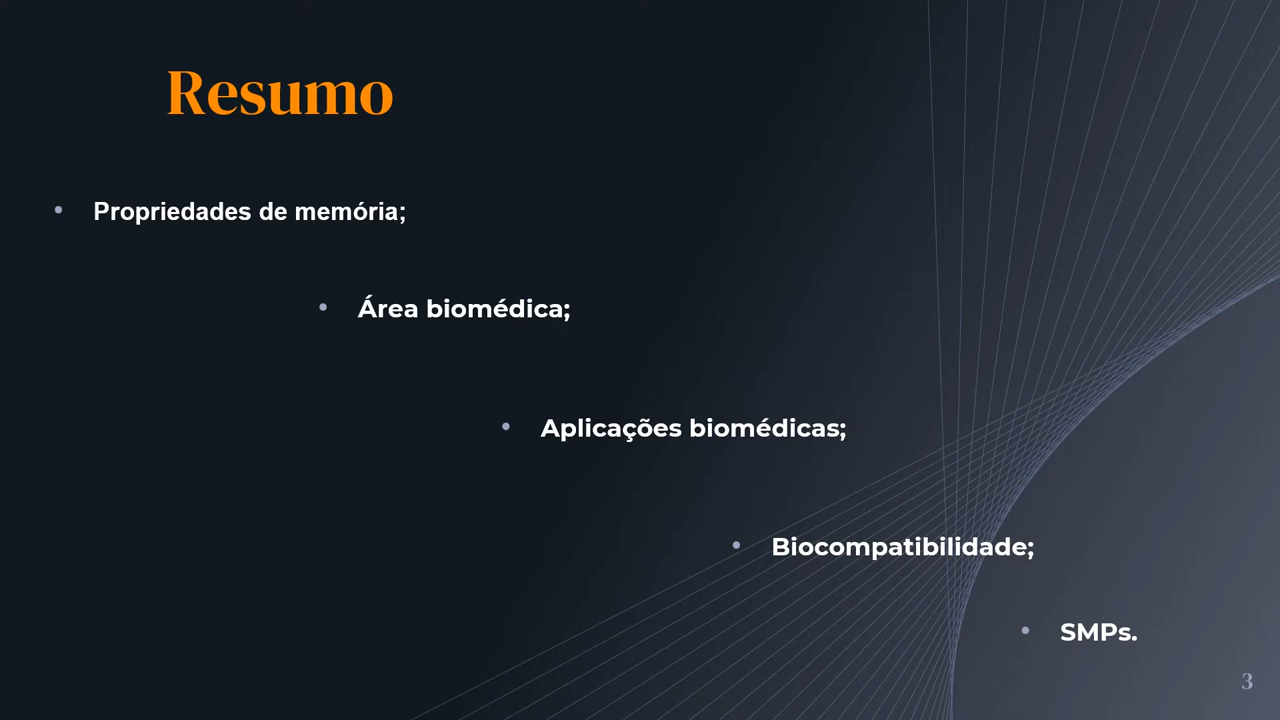 Resumo
• Propriedades de memória;
• Área biomédica;
• Aplicações biomédicas;
• Biocompatibilidade;
• SMPs.
3